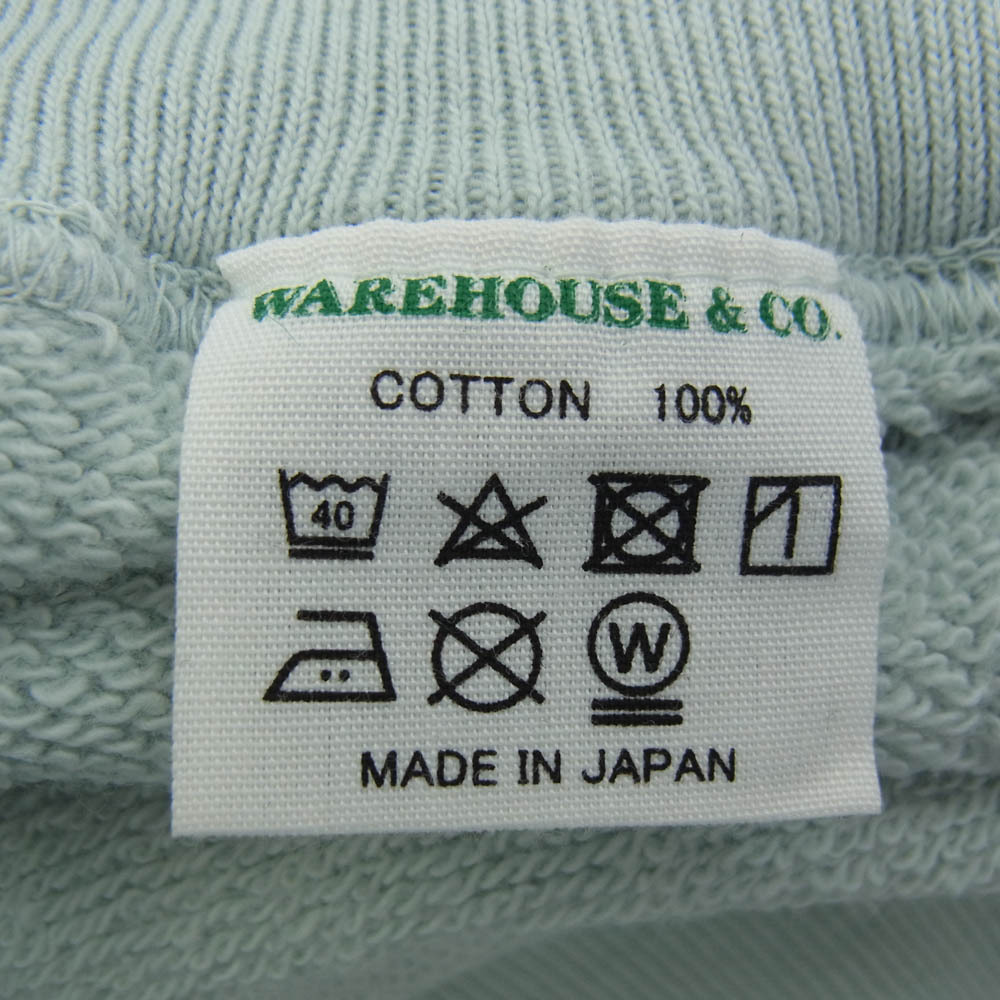 WAREHOUSE & CO.
COTTON 100%
40
W
MADE IN JAPAN